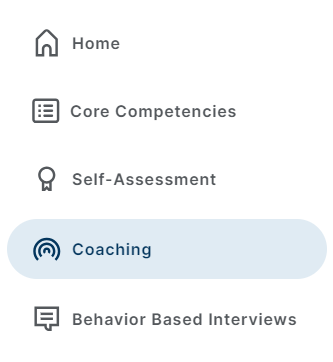 Home
Core Competencies
Self-Assessment
Coaching
Behavior Based Interviews